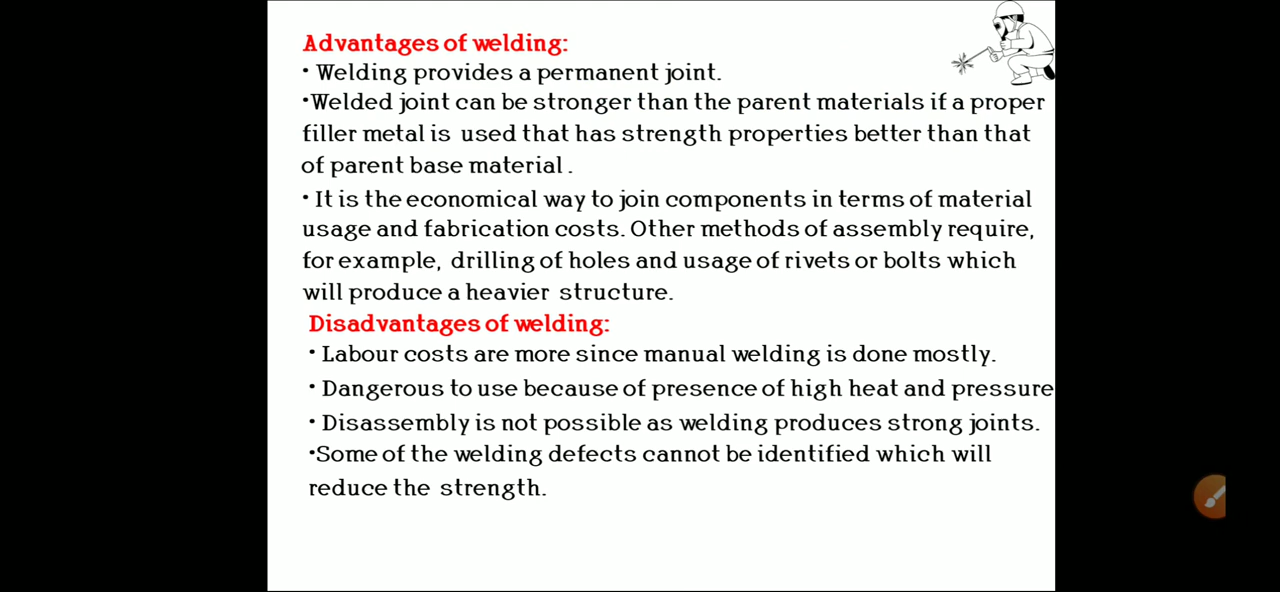 Advantages of welding:
• Welding provides a permanent joint.
•Welded joint can be stronger than the parent materials if a proper
filler metal is used that has strength properties better than that
of parent base material .
• It is the economical way to join components in terms of material
usage and fabrication costs. Other methods of assembly require,
for example, drilling of holes and usage of rivets or bolts which
will produce a heavier structure.
Disadvantages of welding:
• Labour costs are more since manual welding is done mostly.
• Dangerous to use because of presence of high heat and pressure
• Disassembly is not possible as welding produces strong joints.
•Some of the welding defects cannot be identified which will
reduce the strength.